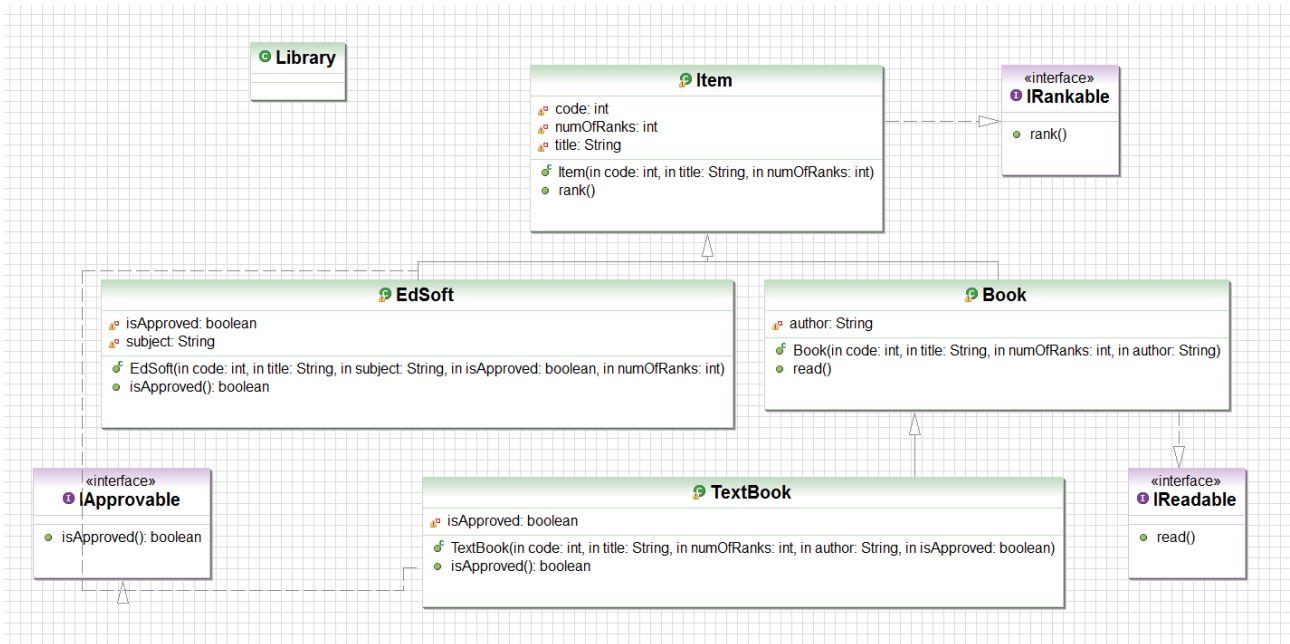 Library
Item
code: int
numOfRanks: int
title: String
Item(in code: int, in title: String, in numOfRanks: int)
rank()
«interface»
IRankable
rank()
EdSoft
isApproved: boolean
subject: String
EdSoft(in code: int, in title: String, in subject: String, in isApproved: boolean, in numOfRanks: int)
isApproved(): boolean
Book
author: String
Book(in code: int, in title: String, in numOfRanks: int, in author: String)
read()
«interface»
IApprovable
isApproved(): boolean
TextBook
isApproved: boolean
TextBook(in code: int, in title: String, in numOfRanks: int, in author: String, in isApproved: boolean)
isApproved(): boolean
«interface»
IReadable
read()